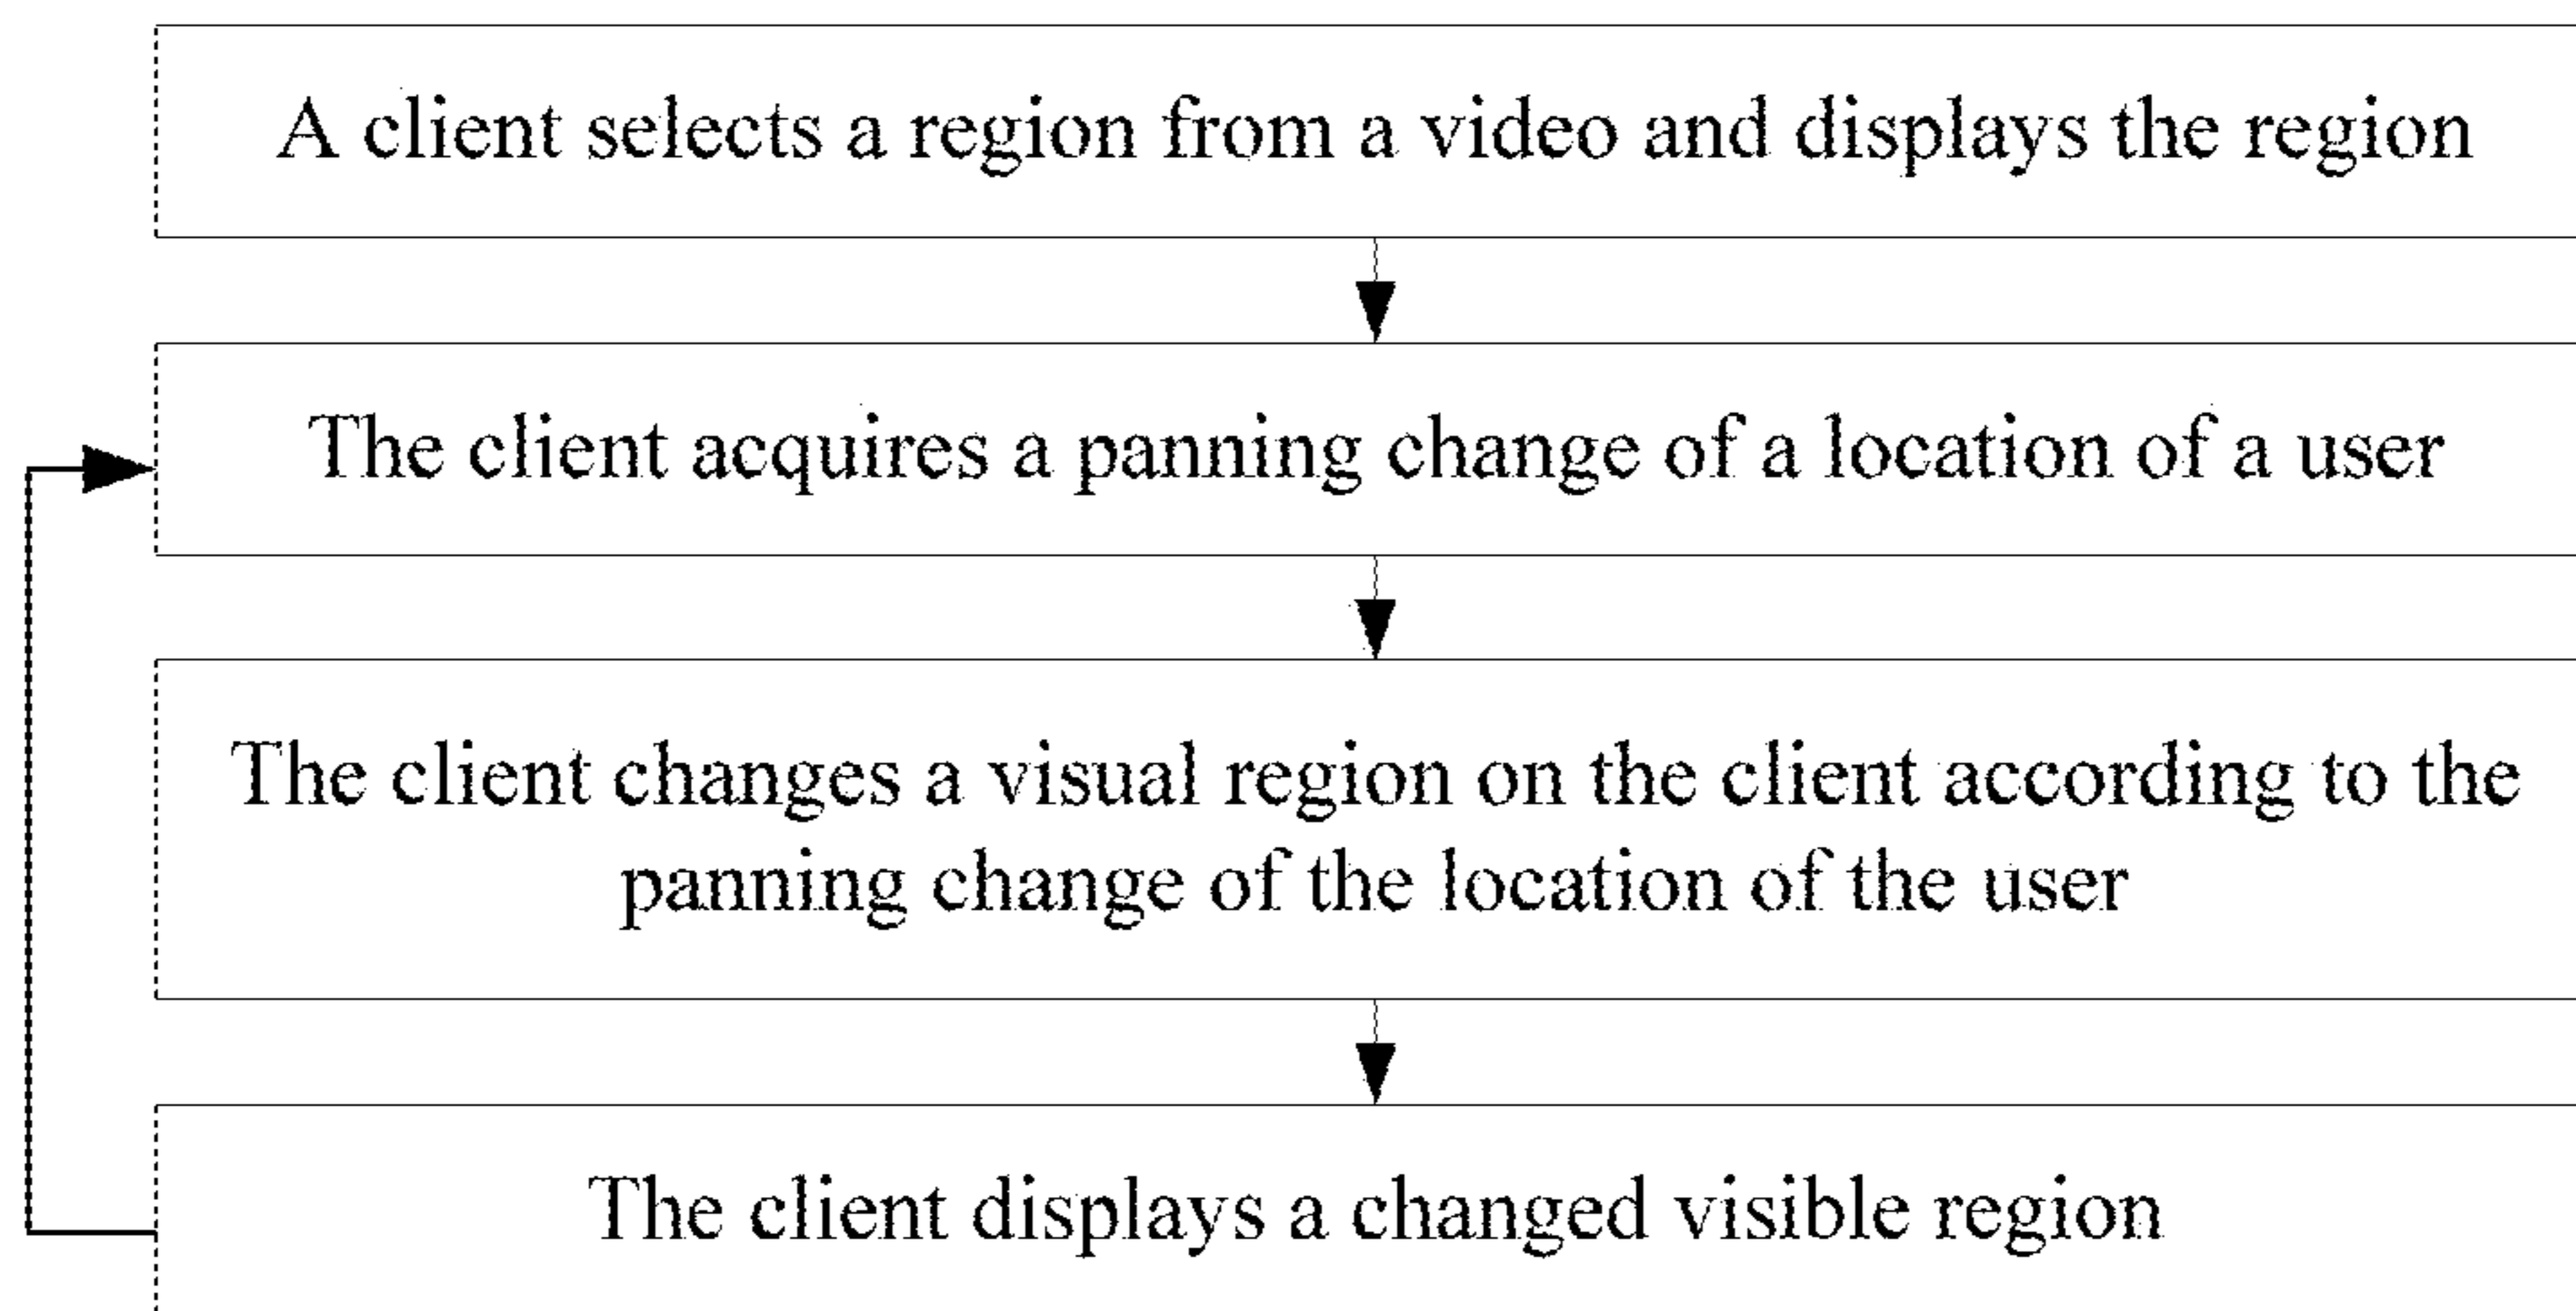 A client selects a region from a video and displays the region
The client acquires a panning change of a location of a user
The client changes a visual region on the client according to the
panning change of the location of the user
The client displays a changed visible region